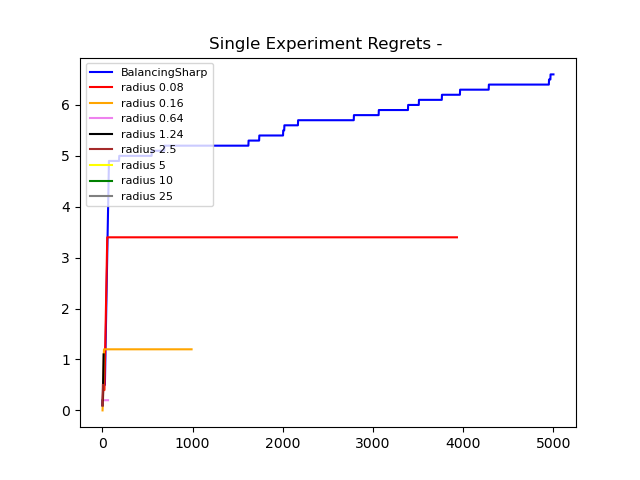 Single Experiment Regrets -
BalancingSharp
radius 0.08
radius 0.16
radius 0.64
radius 1.24
radius 2.5
radius 5
radius 10
radius 25
6
5
4
3
2
1
0
0 1000 2000 3000 4000 5000